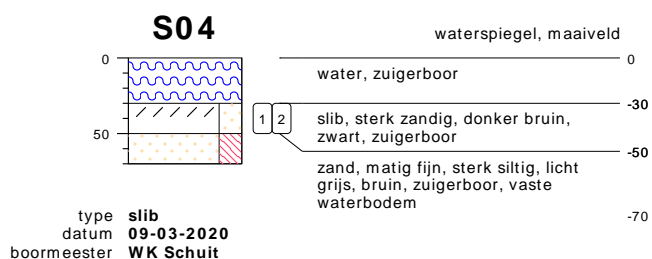 S04
waterspiegel, maaiveld
0
0
water, zuigerboor
-30
1 2
slib, sterk zandig, donker bruin,
zwart, zuigerboor
50
-50
zand, matig fijn, sterk siltig, licht
grijs, bruin, zuigerboor, vaste
waterbodem
-70
type slib
datum 09-03-2020
boormeester WK Schuit